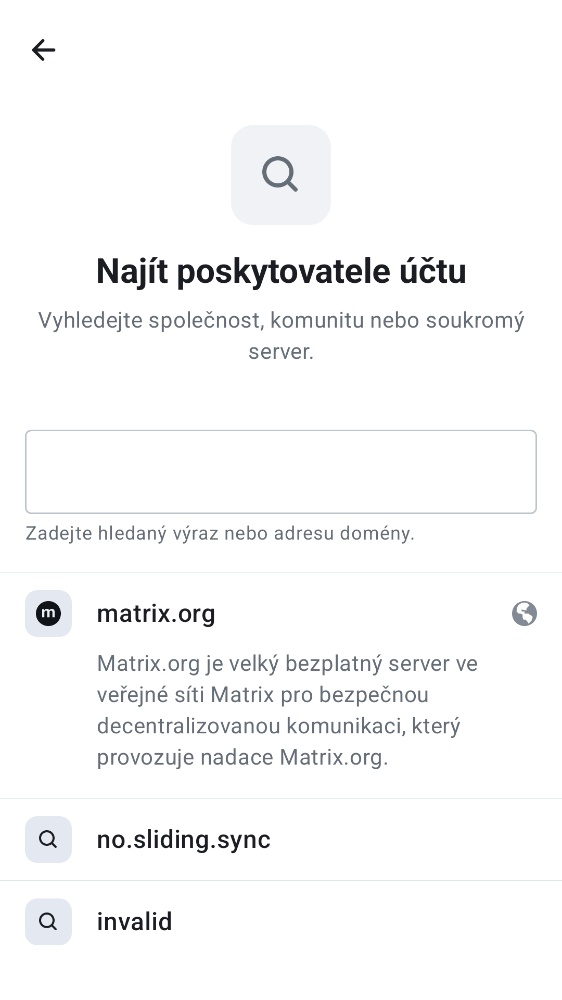 Najít poskytovatele účtu
Vyhledejte společnost, komunitu nebo soukromý
server.
Zadejte hledaný výraz nebo adresu domény.
m
matrix.org
Matrix.org je velký bezplatný server ve
veřejné síti Matrix pro bezpečnou
decentralizovanou komunikaci, který
provozuje nadace Matrix.org.
no.sliding.sync
invalid